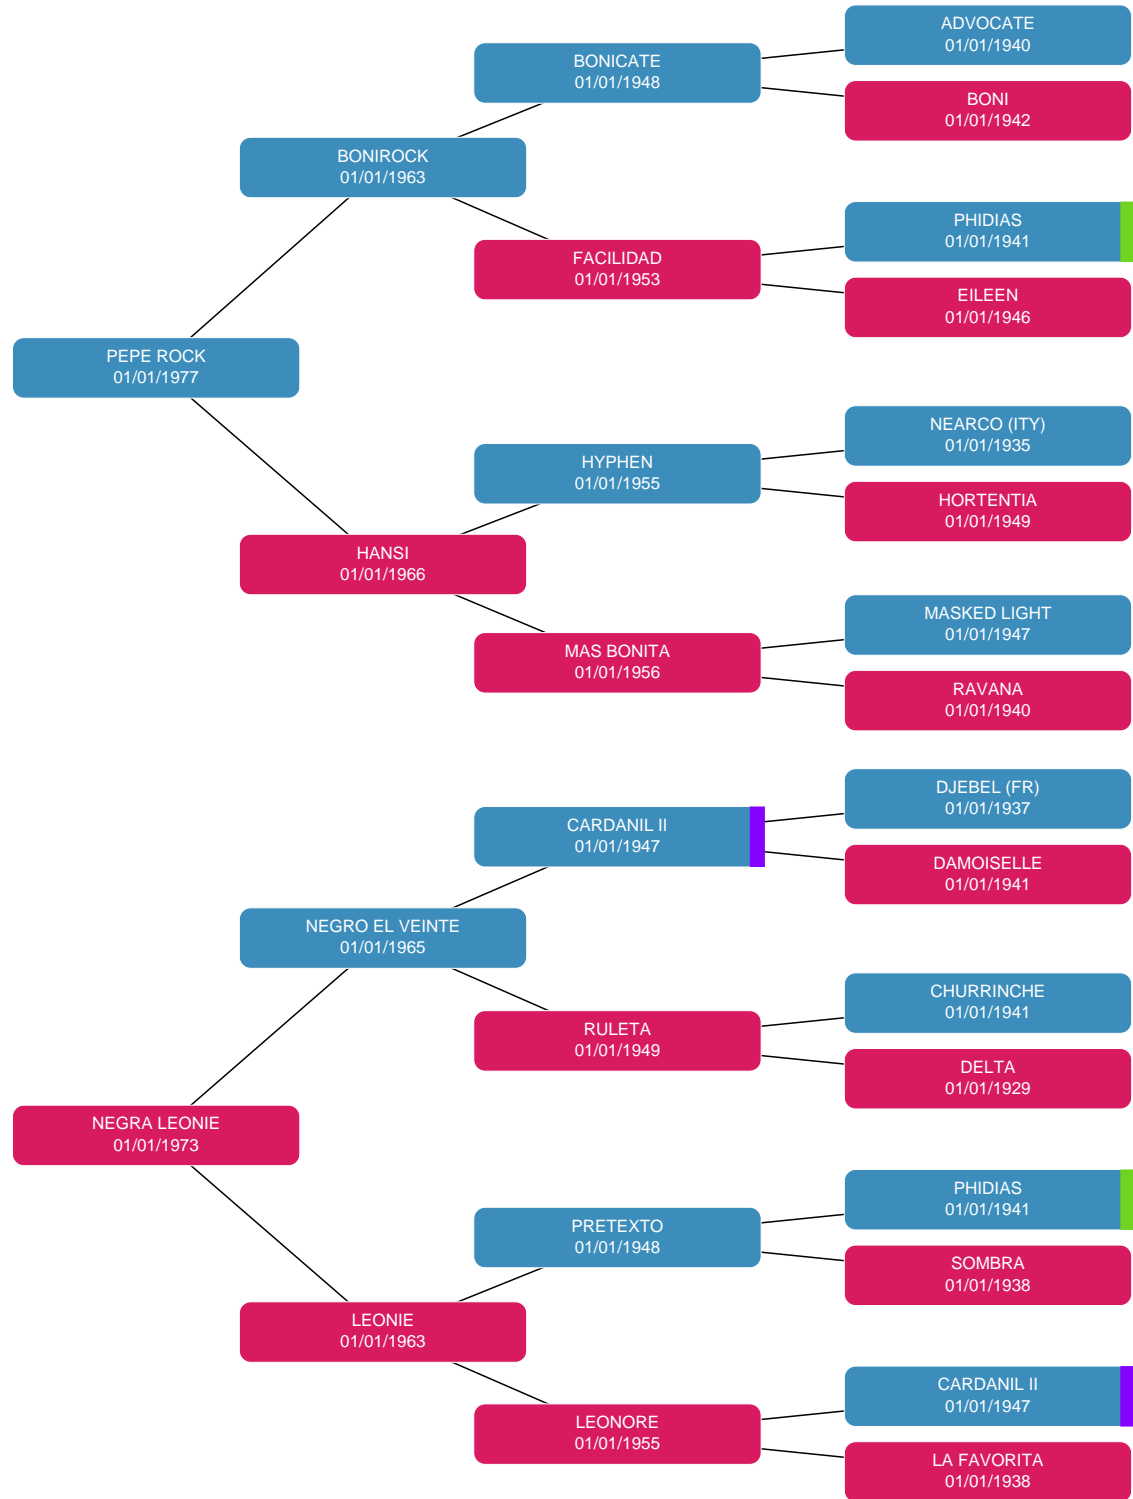 ADVOCATE
01/01/1940
BONICATE
01/01/1948
BONI
01/01/1942
BONIROCK
01/01/1963
PHIDIAS
01/01/1941
FACILIDAD
01/01/1953
EILEEN
01/01/1946
PEPE ROCK
01/01/1977
NEARCO (ITY)
01/01/1935
HYPHEN
01/01/1955
HORTENTIA
01/01/1949
HANSI
01/01/1966
MASKED LIGHT
01/01/1947
MAS BONITA
01/01/1956
RAVANA
01/01/1940
DJEBEL (FR)
01/01/1937
CARDANIL II
01/01/1947
DAMOISELLE
01/01/1941
NEGRO EL VEINTE
01/01/1965
CHURRINCHE
01/01/1941
RULETA
01/01/1949
DELTA
01/01/1929
NEGRA LEONIE
01/01/1973
PHIDIAS
01/01/1941
PRETEXTO
01/01/1948
SOMBRA
01/01/1938
LEONIE
01/01/1963
CARDANIL II
01/01/1947
LEONORE
01/01/1955
LA FAVORITA
01/01/1938